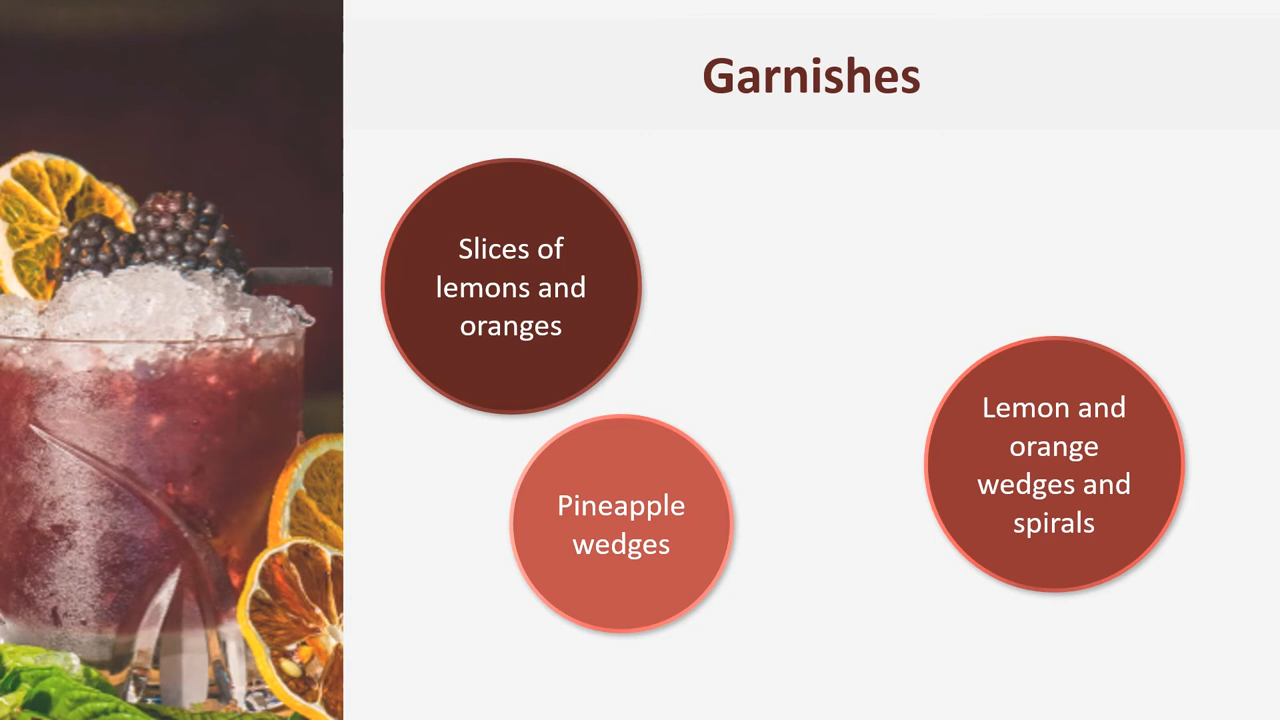 Garnishes
Slices of
lemons and
oranges
Pineapple
wedges
Lemon and
orange
wedges and
spirals